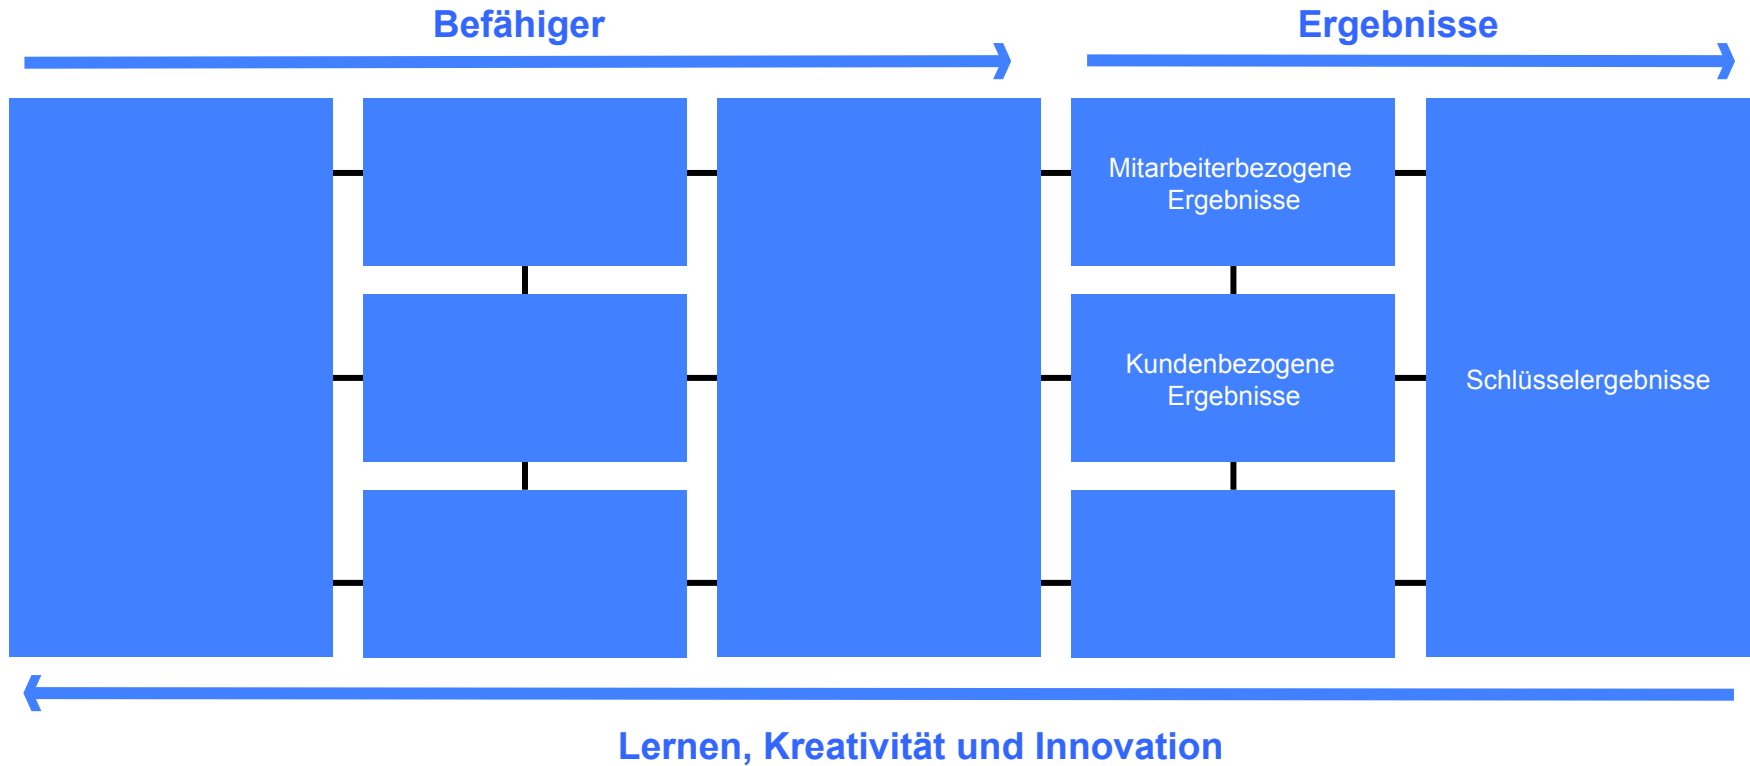 Befähiger
Ergebnisse
Mitarbeiterbezogene
Ergebnisse
Kundenbezogene
Ergebnisse
Schlüsselergebnisse
Lernen, Kreativität und Innovation